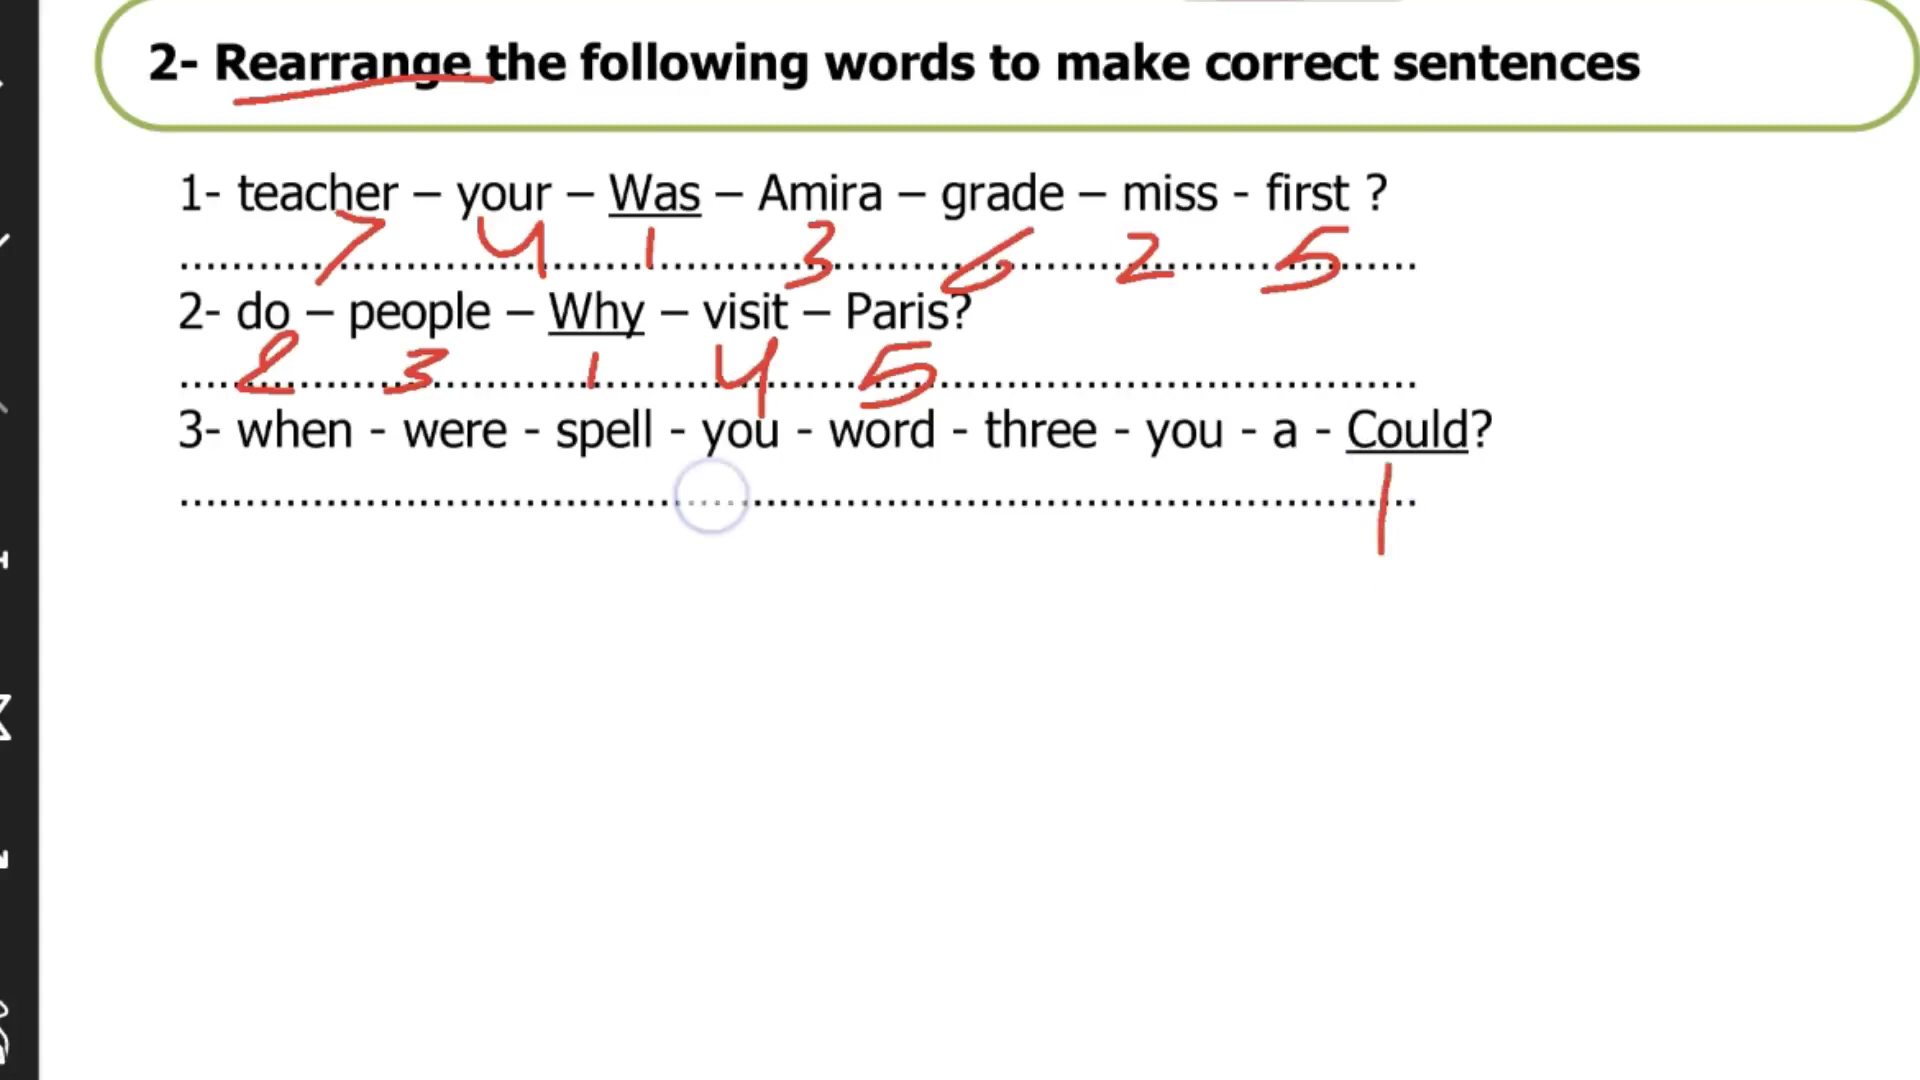 2- Rearrange the following words to make correct sentences
1- teacher – your – Was – Amira – grade – miss - first ?
7 4 1 3 6 2 5
2- do – people – Why – visit – Paris?
2 3 1 4 5
3- when - were - spell - you - word - three - you - a - Could?
1